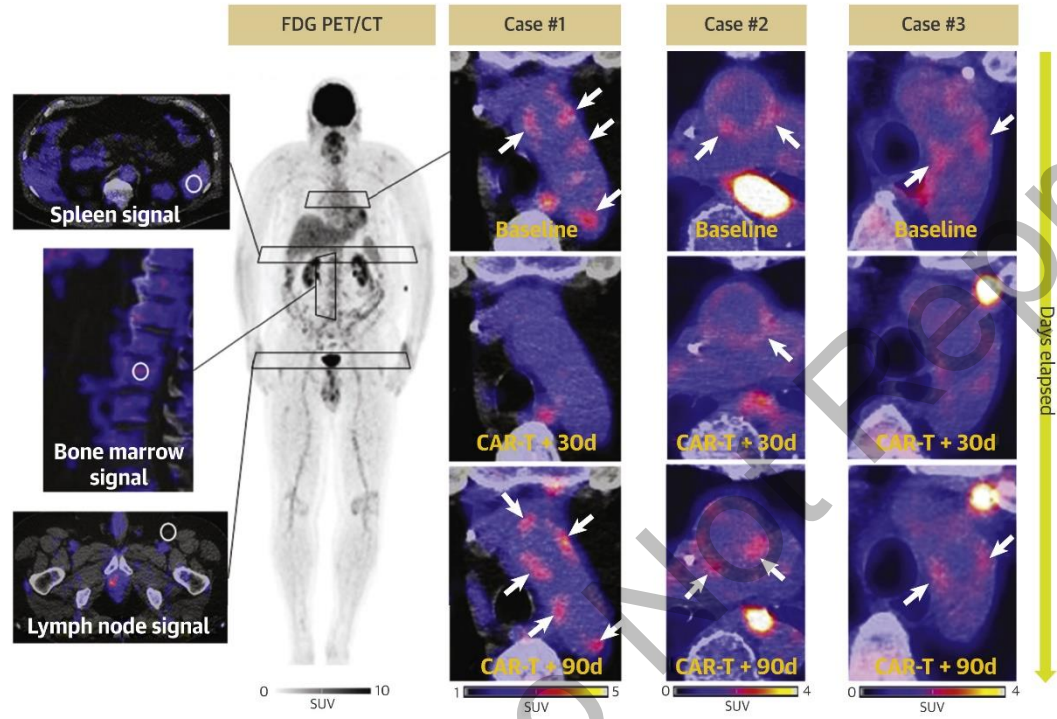 FDG PET/CT
Case #1
Case #2
Case #3
Spleen signal
Bone marrow
signal
Lymph node signal
Baseline
CAR-T + 30d
CAR-T + 90d
CAR-T + 30d
CAR-T + 90d
Baseline
CAR-T + 30d
CAR-T + 90d
Days elapsed
0 10
SUV
1 5
SUV
0 4
SUV
0 4
SUV